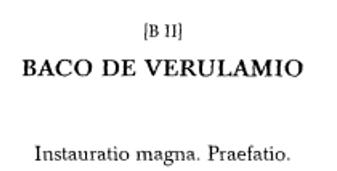 [B II]
BACO DE VERULAMIO
Instauratio magna. Praefatio.